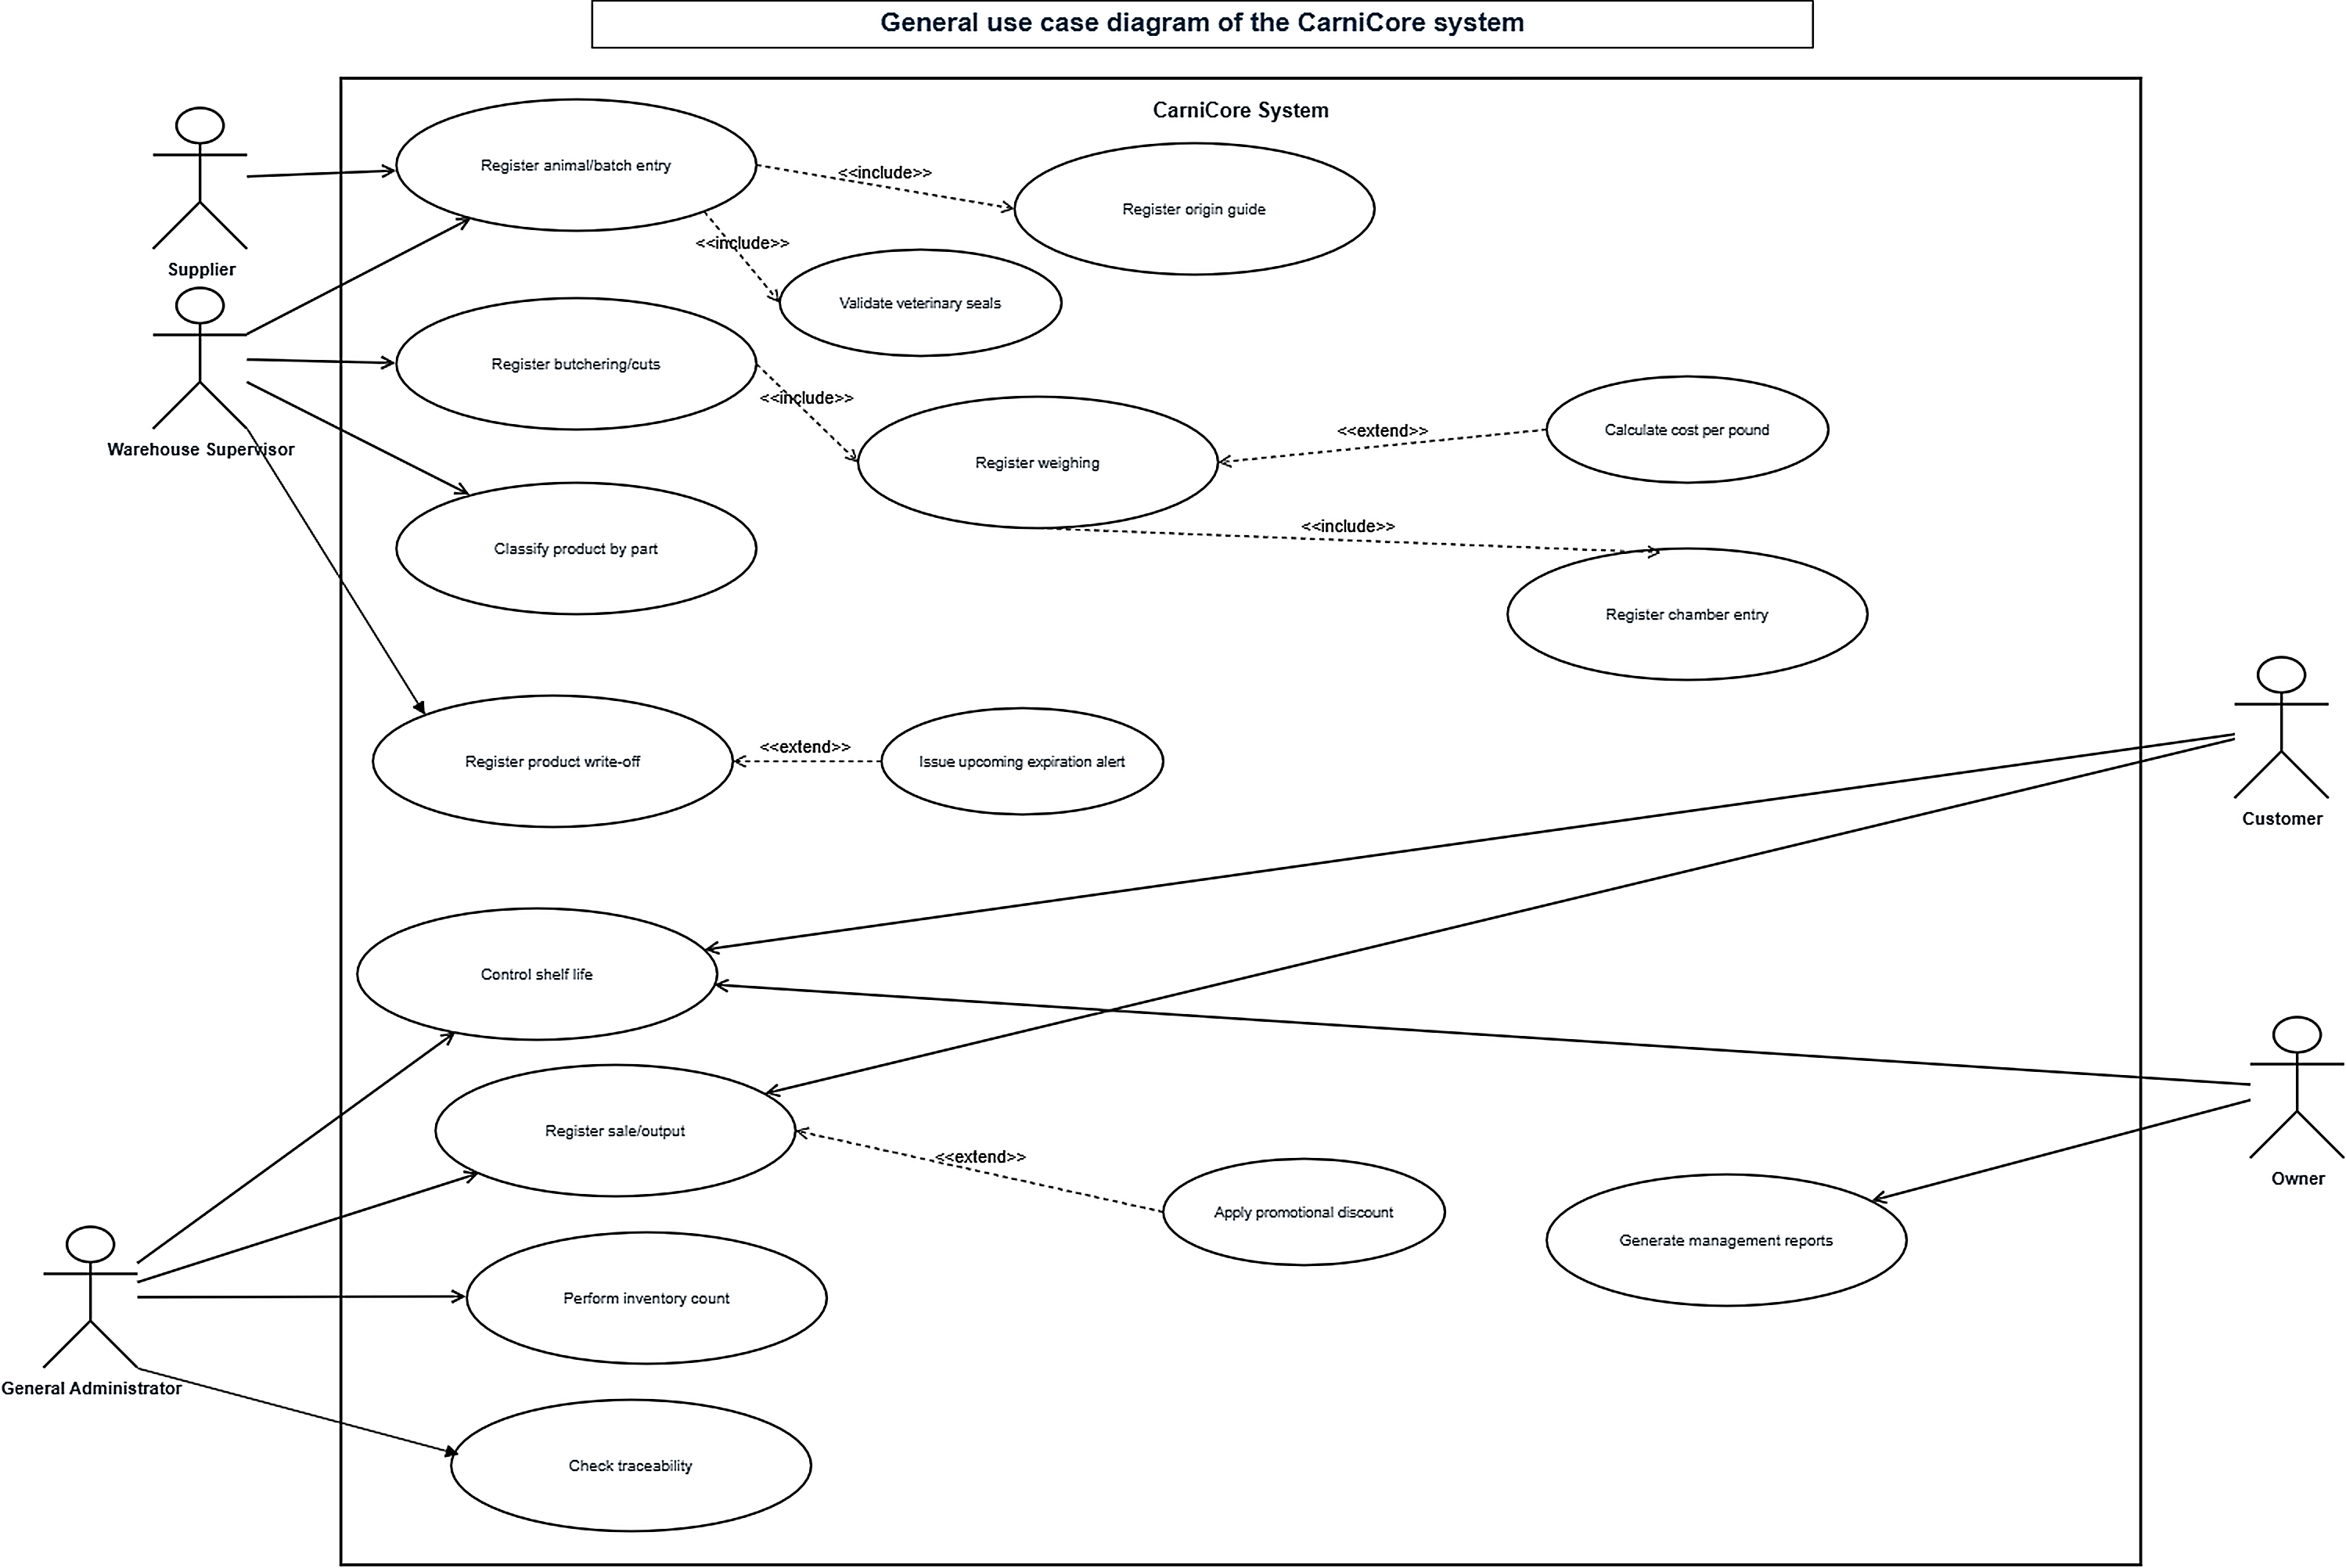 General use case diagram of the CarniCore system
CarniCore System
Supplier
Register animal/batch entry
<<include>>
Register origin guide
<<include>>
Validate veterinary seals
Warehouse Supervisor
Register butchering/cuts
<<include>>
Register weighing
<<extend>>
Calculate cost per pound
<<include>>
Classify product by part
Register chamber entry
Register product write-off
<<extend>>
Issue upcoming expiration alert
Customer
Control shelf life
Register sale/output
<<extend>>
Apply promotional discount
Owner
Generate management reports
General Administrator
Perform inventory count
Check traceability